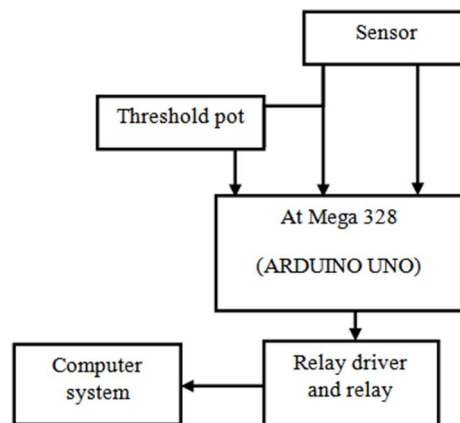 Sensor
Threshold pot
At Mega 328
(ARDUINO UNO)
Computer
system
Relay driver
and relay